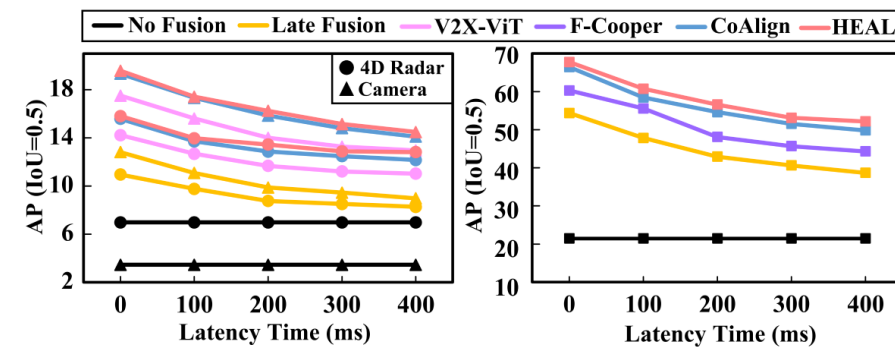 No Fusion Late Fusion V2X-ViT F-Cooper CoAlign HEAL
4D Radar
Camera
AP (IoU=0.5)
18
14
10
6
2
0 100 200 300 400
Latency Time (ms)
AP (IoU=0.5)
70
60
50
40
30
20
10
0 100 200 300 400
Latency Time (ms)